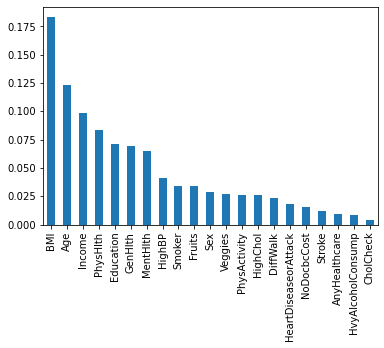 0.175
0.150
0.125
0.100
0.075
0.050
0.025
0.000
BMI
Age
Income
PhysHlth
Education
GenHlth
MentHlth
HighBP
Smoker
Fruits
Sex
Veggies
PhysActivity
HighChol
DiffWalk
HeartDiseaseorAttack
NoDocbcCost
Stroke
AnyHealthcare
HvyAlcoholConsump
CholCheck